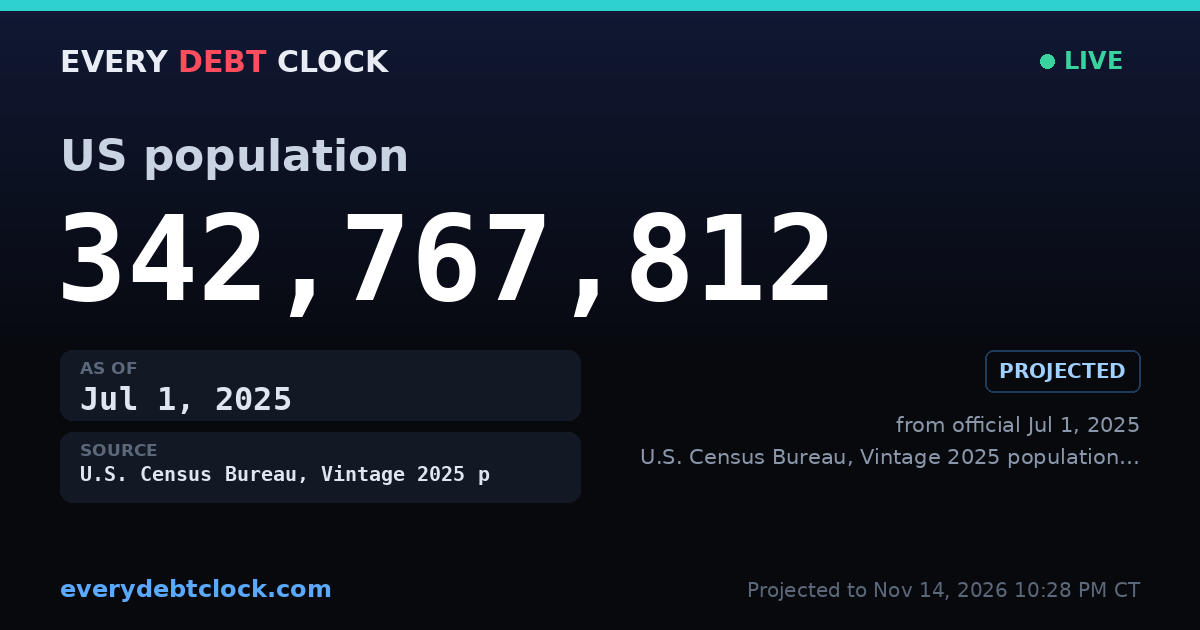 EVERY DEBT CLOCK
LIVE
US population
342,767,812
AS OF
Jul 1, 2025
SOURCE
U.S. Census Bureau, Vintage 2025 p
PROJECTED
from official Jul 1, 2025
U.S. Census Bureau, Vintage 2025 population...
everydebtclock.com
Projected to Nov 14, 2026 10:28 PM CT